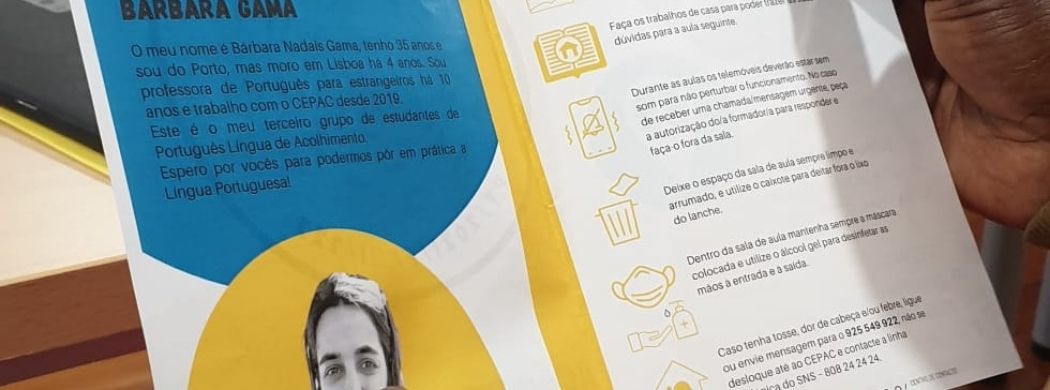 BÁRBARA GAMA
O meu nome é Bárbara Nadais Gama, tenho 35 anos e
sou do Porto, mas moro em Lisboa há 4 anos. Sou
professora de Português para estrangeiros há 10
anos e trabalho com o CEPAC desde 2019.
Este é o meu terceiro grupo de estudantes de
Português Língua de Acolhimento.
Espero por vocês para podermos pôr em prática a
Língua Portuguesa!
Faça os trabalhos de casa para poder trazer as
dúvidas para a aula seguinte.
Durante as aulas os telemóveis deverão estar sem
som para não perturbar o funcionamento. No caso
de receber uma chamada/mensagem urgente, peça
a autorização do/a formador/a para responder e
faça-o fora da sala.
Deixe o espaço da sala de aula sempre limpo e
arrumado, e utilize o caixote para deitar fora o lixo
do lanche.
Dentro da sala de aula mantenha sempre a máscara
colocada e utilize o álcool gel para desinfetar as
mãos à entrada e à saída.
Caso tenha tosse, dor de cabeça e/ou febre, ligue
ou envie mensagem para o 925 549 922, não se
desloque até ao CEPAC e contacte a linha
do SNS - 808 24 24 24.